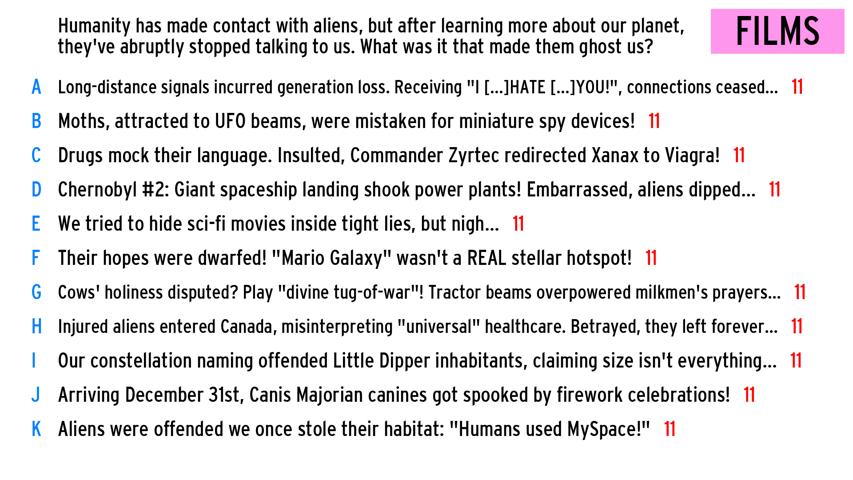 Humanity has made contact with aliens, but after learning more about our planet,
they've abruptly stopped talking to us. What was it that made them ghost us?
FILMS
A Long-distance signals incurred generation loss. Receiving "I [...]HATE [...]YOU!", connections ceased... 11
B Moths, attracted to UFO beams, were mistaken for miniature spy devices! 11
C Drugs mock their language. Insulted, Commander Zyrtec redirected Xanax to Viagra! 11
D Chernobyl #2: Giant spaceship landing shook power plants! Embarrassed, aliens dipped... 11
E We tried to hide sci-fi movies inside tight lies, but nigh... 11
F Their hopes were dwarfed! "Mario Galaxy" wasn't a REAL stellar hotspot! 11
G Cows' holiness disputed? Play "divine tug-of-war"! Tractor beams overpowered milkmen's prayers... 11
H Injured aliens entered Canada, misinterpreting "universal" healthcare. Betrayed, they left forever... 11
I Our constellation naming offended Little Dipper inhabitants, claiming size isn't everything... 11
J Arriving December 31st, Canis Majorian canines got spooked by firework celebrations! 11
K Aliens were offended we once stole their habitat: "Humans used MySpace!" 11